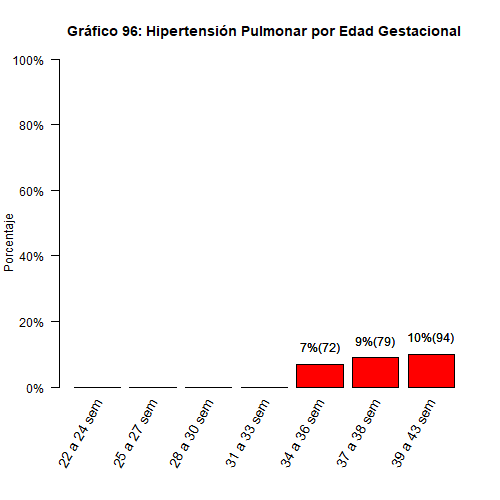 Gráfico 96: Hipertensión Pulmonar por Edad Gestacional
Porcentaje
100%
80%
60%
40%
20%
0%
7%(72)
9%(79)
10%(94)
22 a 24 sem
25 a 27 sem
28 a 30 sem
31 a 33 sem
34 a 36 sem
37 a 38 sem
39 a 43 sem